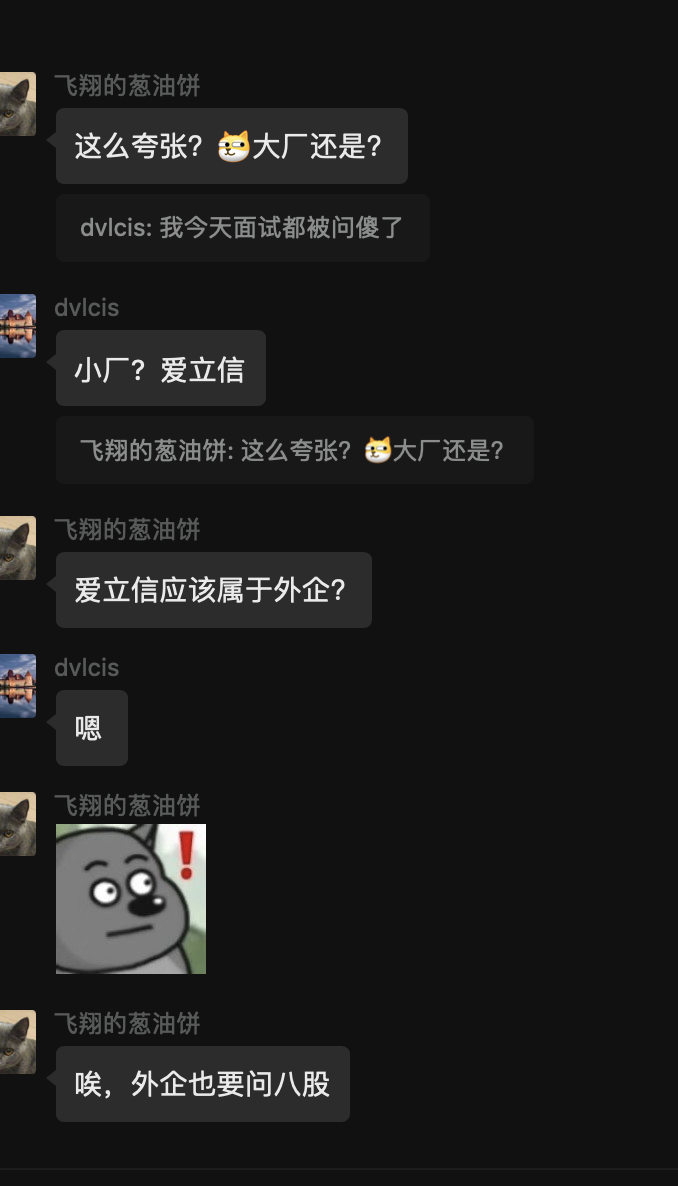 飞翔的葱油饼
这么夸张？大厂还是？
dvlcis: 我今天面试都被问傻了
dvlcis
小厂？爱立信
飞翔的葱油饼: 这么夸张？大厂还是？
飞翔的葱油饼
爱立信应该属于外企？
dvlcis
嗯
飞翔的葱油饼
飞翔的葱油饼
唉，外企也要问八股